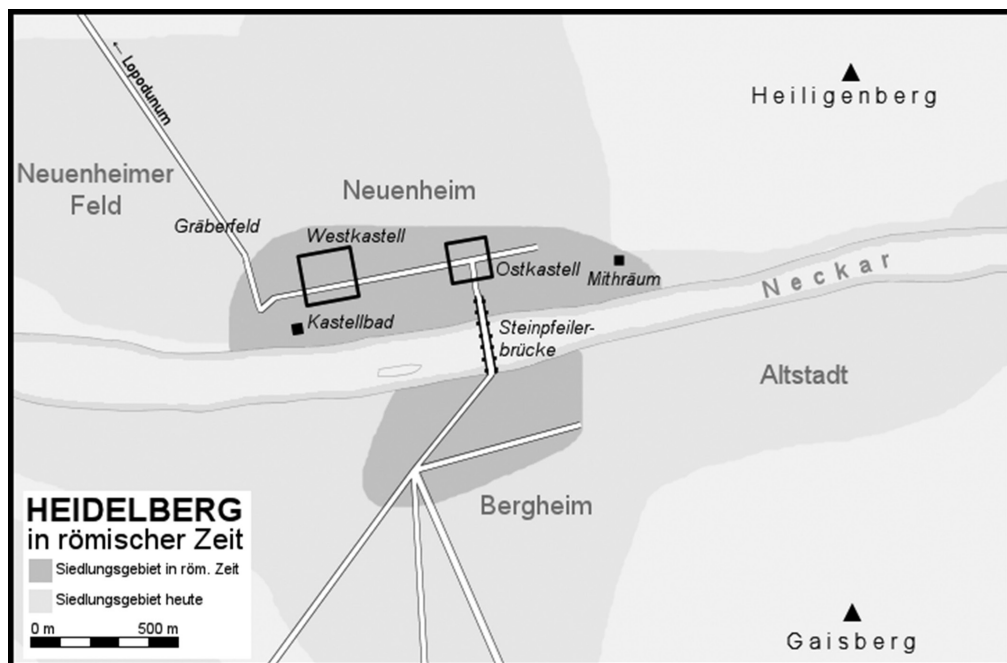 ← Lopodunum
Heiligenberg
Neuenheimer
Feld
Neuenheim
Gräberfeld
Westkastell
Ostkastell
Mithräum
Neckar
Kastellbad
Steinpfeiler-
brücke
Altstadt
Bergheim
HEIDELBERG
in römischer Zeit
Siedlungsgebiet in röm. Zeit
Siedlungsgebiet heute
0 m 500 m
Gaisberg